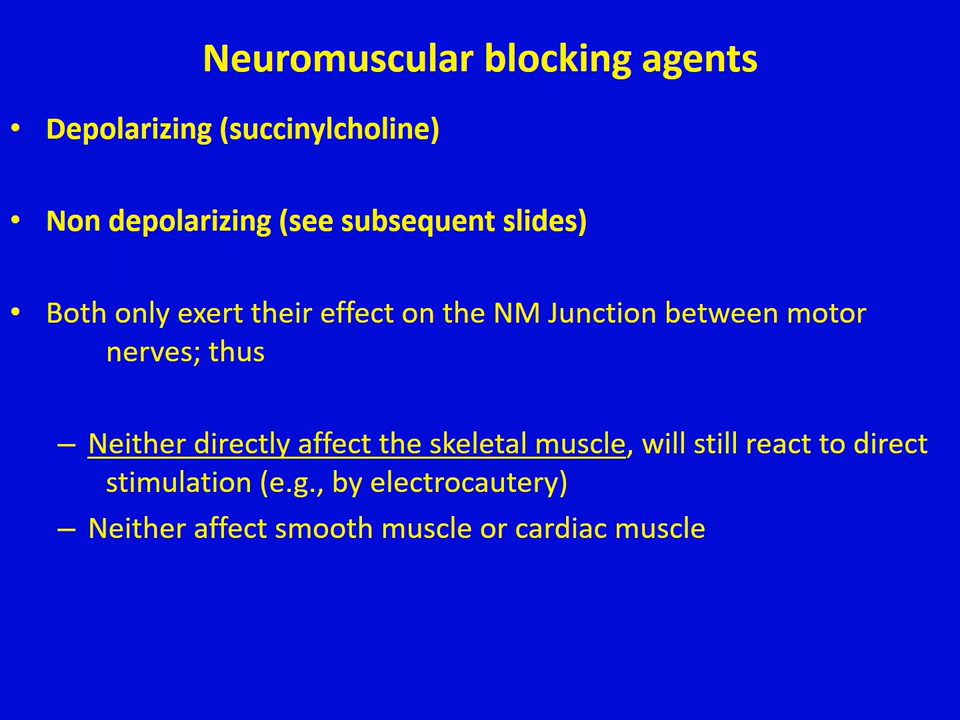 Neuromuscular blocking agents
• Depolarizing (succinylcholine)
• Non depolarizing (see subsequent slides)
• Both only exert their effect on the NM Junction between motor
nerves; thus
– Neither directly affect the skeletal muscle, will still react to direct
stimulation (e.g., by electrocautery)
– Neither affect smooth muscle or cardiac muscle